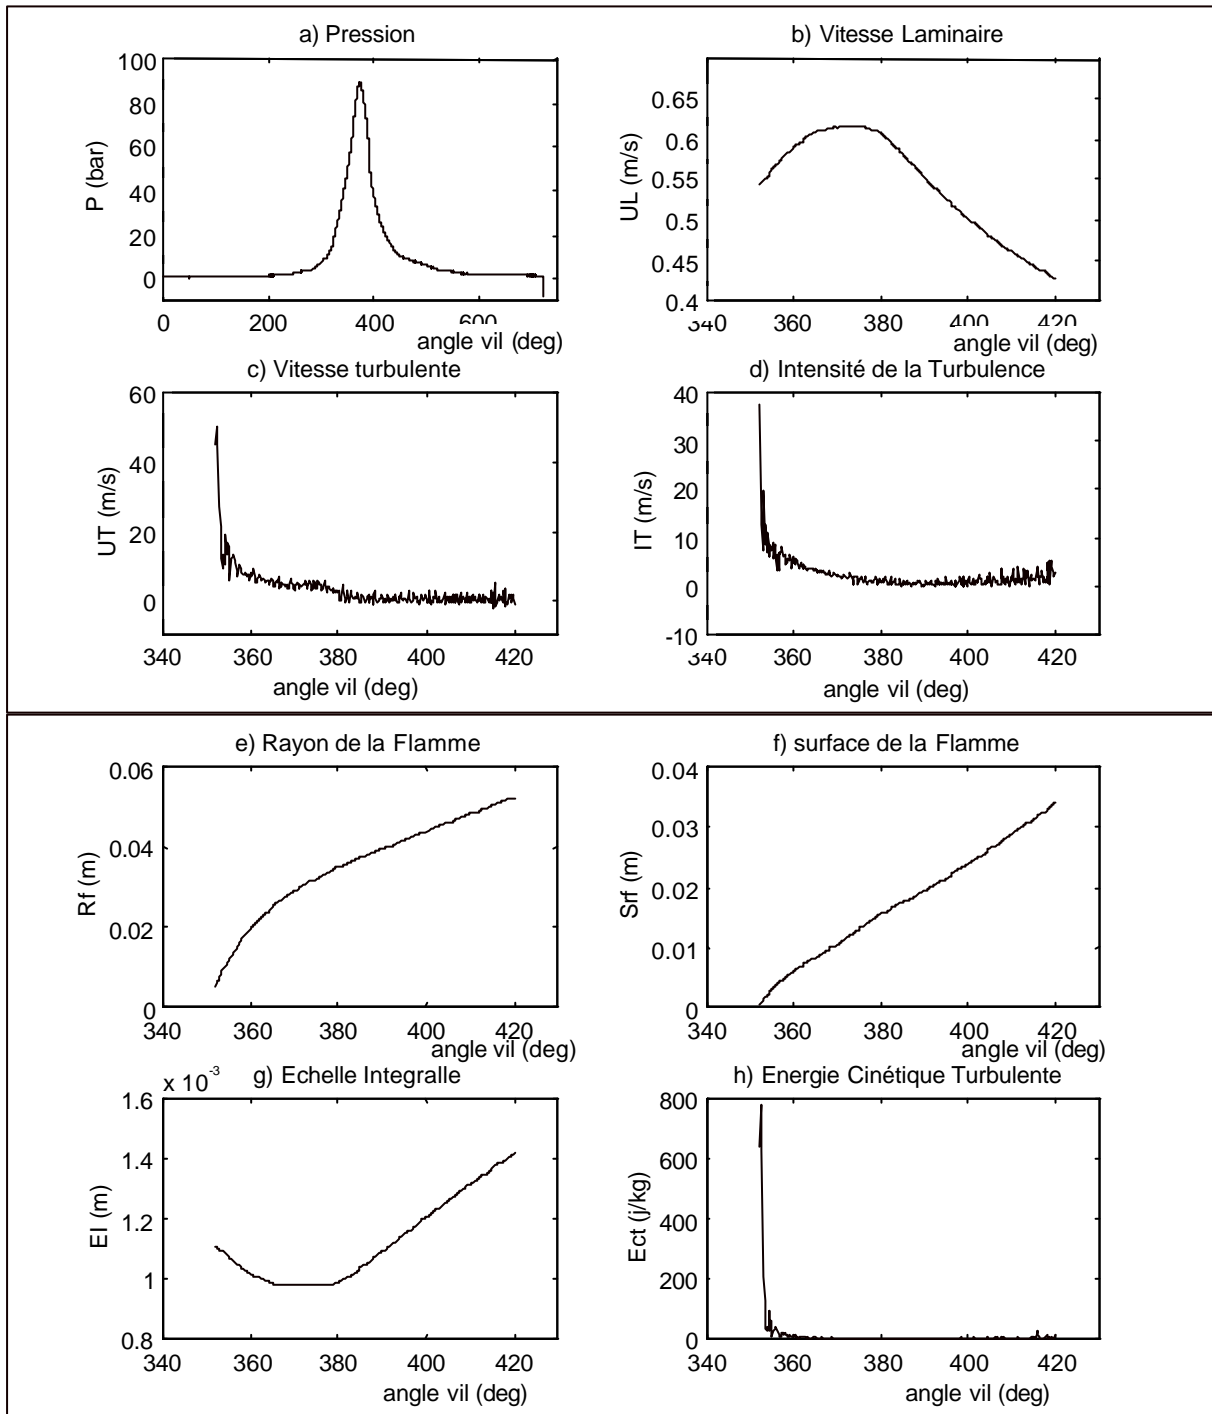 a) Pression
100
80
60
40
20
0
P (bar)
0 200 400
angle vil (deg)
b) Vitesse Laminaire
0.65
0.6
0.55
0.5
0.45
0.4
UL (m/s)
360 380 400
angle vil (deg)
c) Vitesse turbulente
60
40
20
0
UT (m/s)
340 360 380 400 420
angle vil (deg)
d) Intensité de la Turbulence
40
30
20
10
0
-10
IT (m/s)
360 380 400 420
angle vil (deg)
e) Rayon de la Flamme
0.06
0.04
0.02
0
Rf (m)
340 360 380 400 420
angle vil (deg)
f) surface de la Flamme
0.04
0.03
0.02
0.01
0
Srf (m)
340 360 380 400 420
angle vil (deg)
g) Echelle Integralle
x 10-3
1.6
1.4
1.2
1
0.8
EI (m)
340 360 380 400 420
angle vil (deg)
h) Energie Cinétique Turbulente
800
600
400
200
0
Ect (j/kg)
340 360 380 400 420
angle vil (deg)